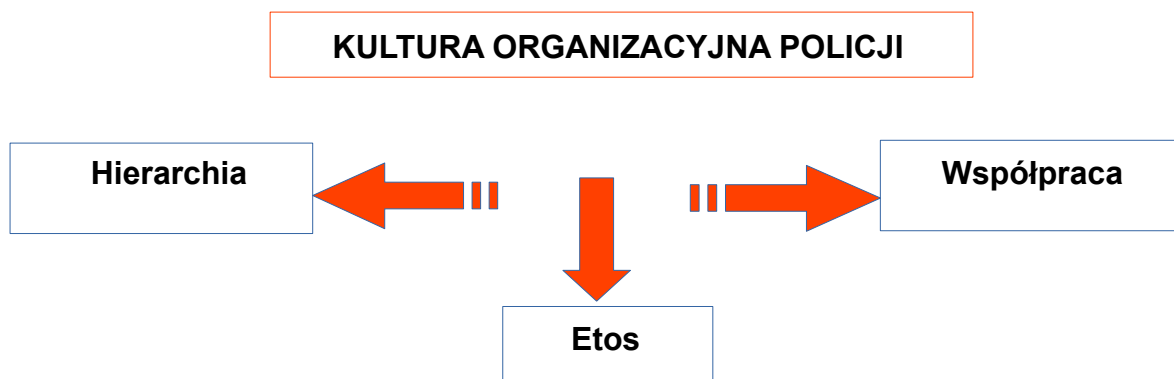 KULTURA ORGANIZACYJNA POLICJI
Hierarchia
Współpraca
Etos